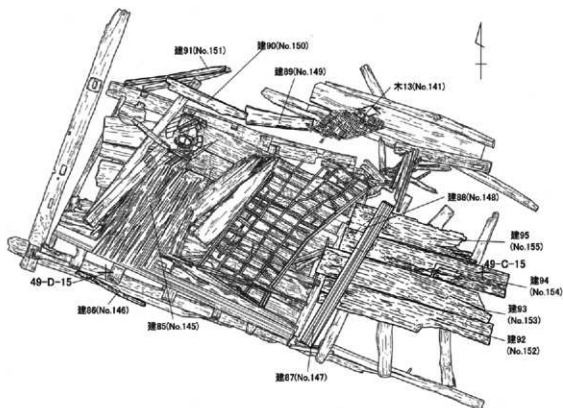 建91(No.151)
建90(No.150)
建89(No.149)
木13(No.141)
建88(No.148)
建95
(No.155)
49-C-15
建94
(No.154)
建93
(No.153)
建92
(No.152)
49-D-15
建86(No.146)
建85(No.145)
建87(No.147)